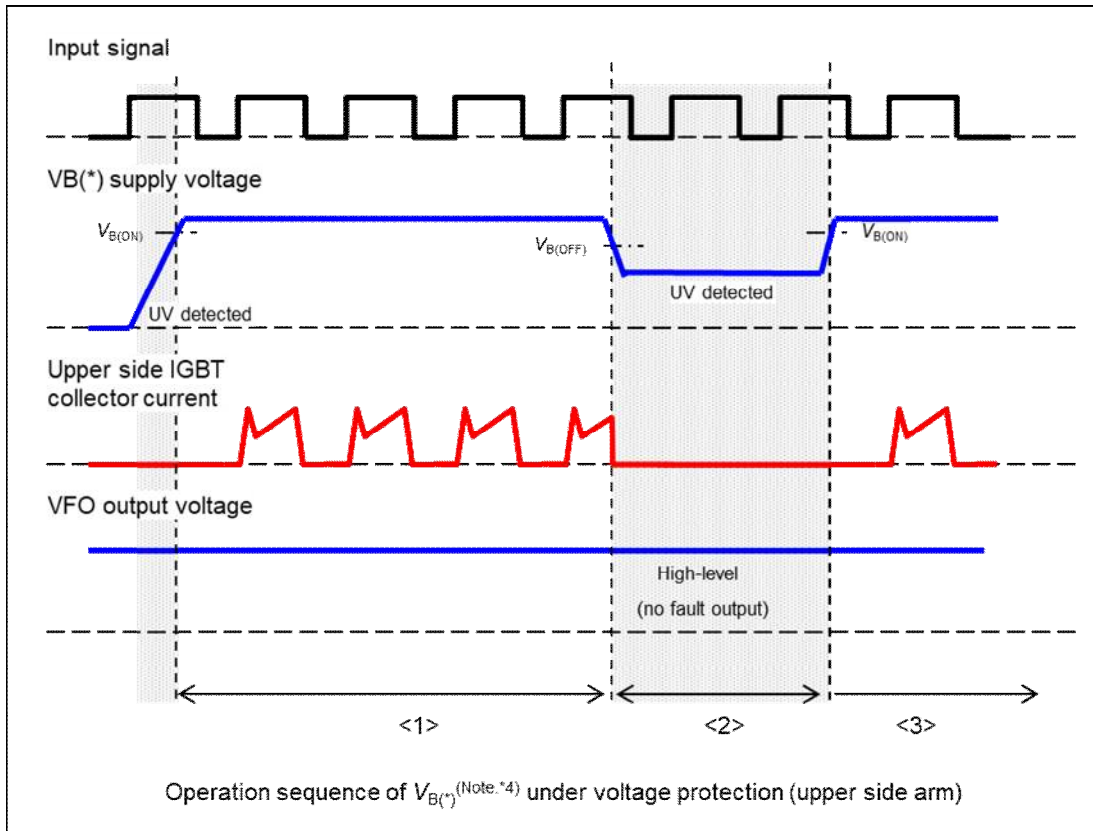 Input signal
VB(*) supply voltage
VB(ON)
VB(OFF)
VB(ON)
UV detected
UV detected
Upper side IGBT
collector current
VFO output voltage
High-level
(no fault output)
<1>
<2>
<3>
Operation sequence of VB(*)(Note.*4) under voltage protection (upper side arm)